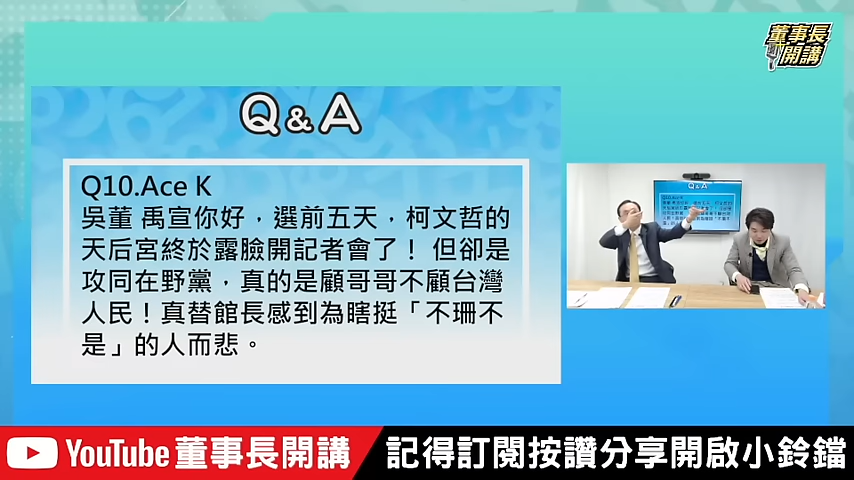 董事長
開講
Q&A
Q10.Ace K
吳董 禹宣你好，選前五天，柯文哲的
天后宮終於露臉開記者會了！ 但卻是
攻同在野黨，真的是顧哥哥不顧台灣
人民！真替館長感到為瞎挺「不珊不
是」的人而悲。
Q&A
YouTube 董事長開講
記得訂閱按讚分享開啟小鈴鐺